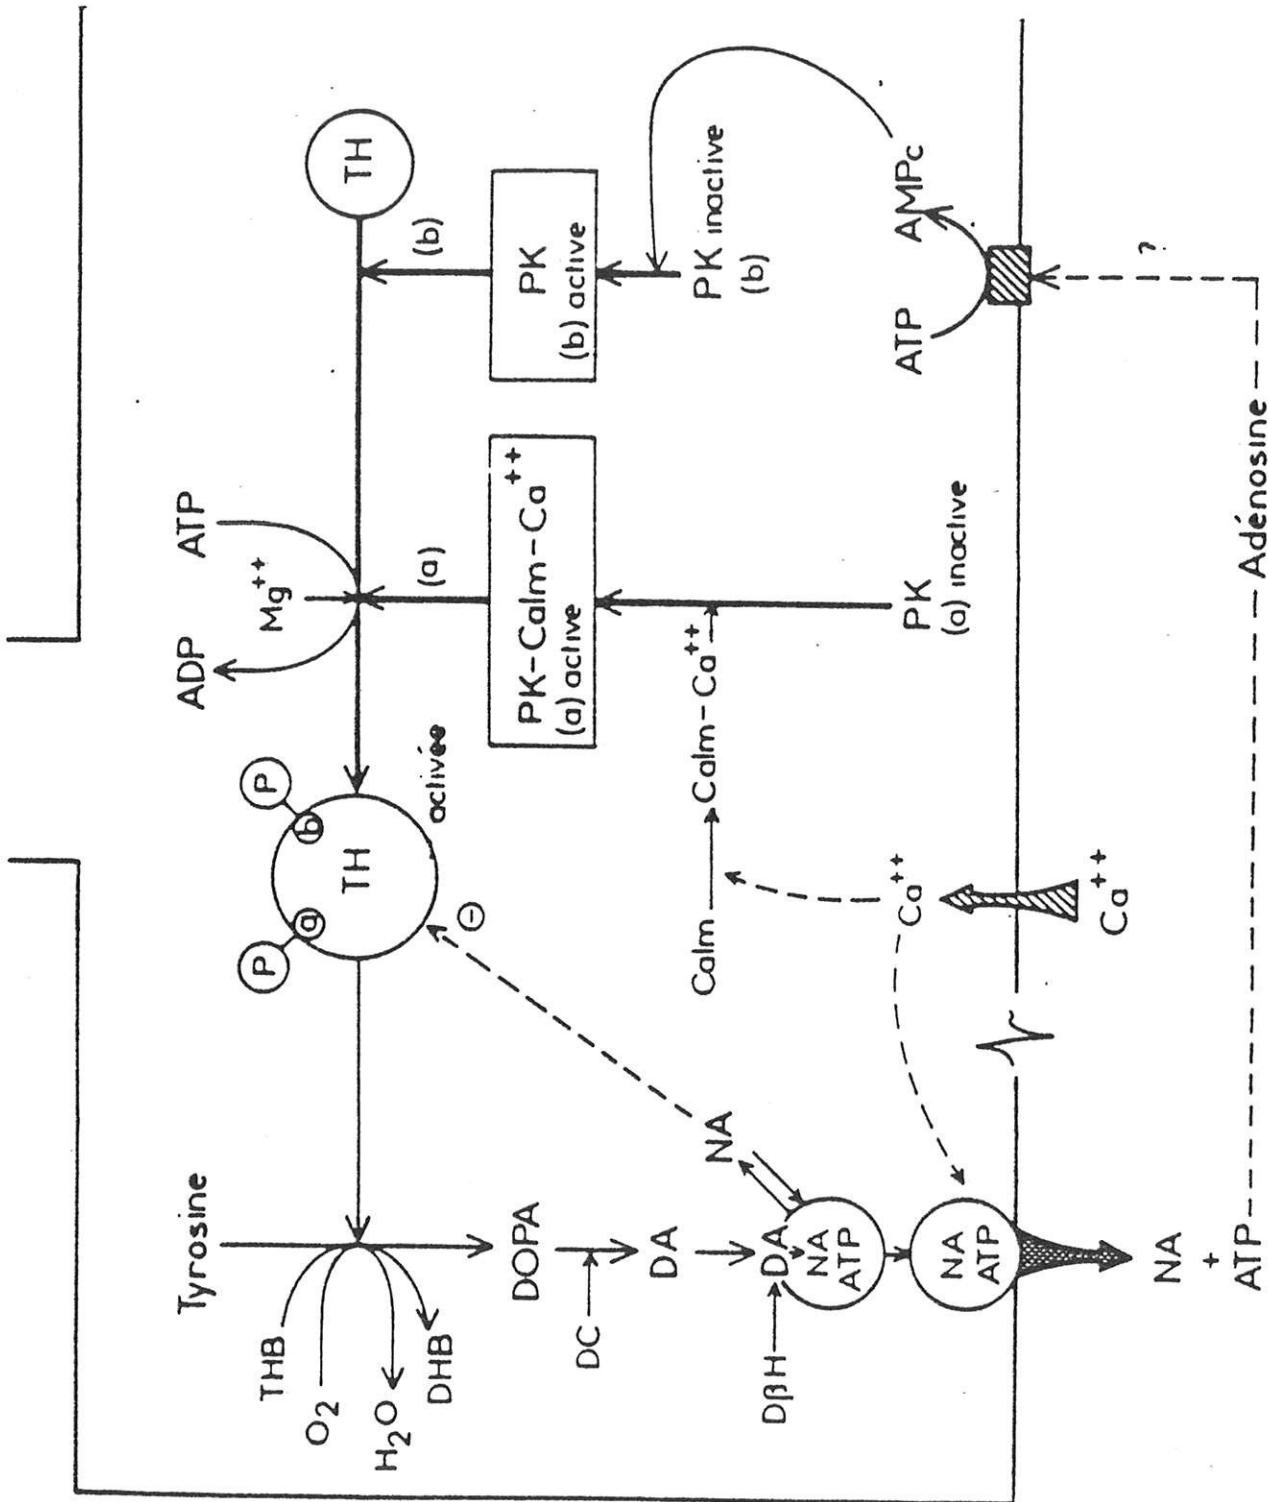 Tyrosine
THB
O2
H2O
DHB
DOPA
DC
DA
DβH
DA
NA
ATP
NA
NA
ATP
NA
+
ATP
P
a
P
b
TH
activée
⊖
ADP
Mg++
ATP
TH
(a)
(b)
PK-Calm-Ca++
(a) active
PK
(b) active
Calm
Calm-Ca++
PK
(a) inactive
PK inactive
(b)
Ca++
Ca++
ATP
AMPc
?
Adénosine